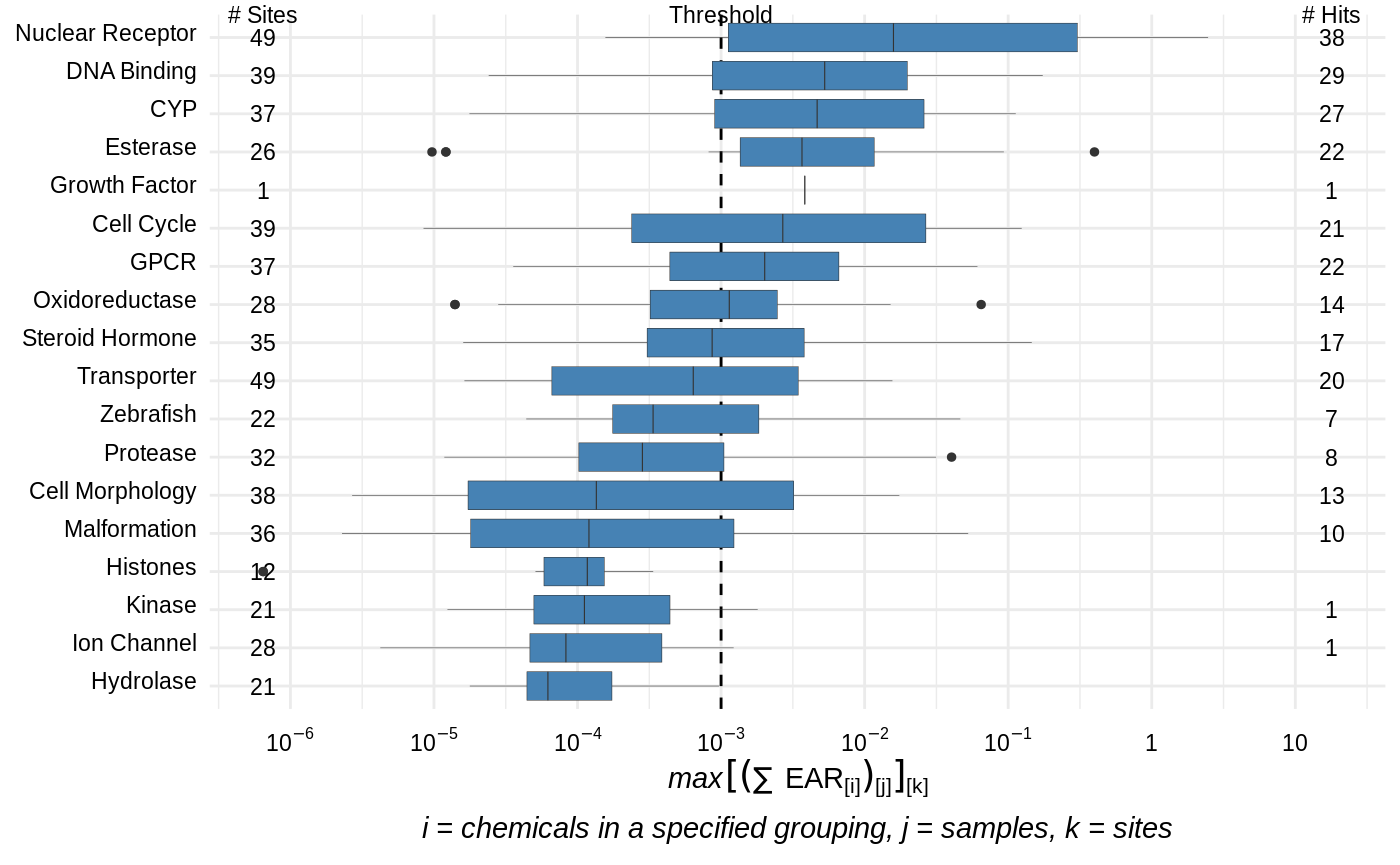 # Sites Threshold # Hits
Nuclear Receptor 49 38
DNA Binding 39 29
CYP 37 27
Esterase 26 22
Growth Factor 1 1
Cell Cycle 39 21
GPCR 37 22
Oxidoreductase 28 14
Steroid Hormone 35 17
Transporter 49 20
Zebrafish 22 7
Protease 32 8
Cell Morphology 38 13
Malformation 36 10
Histones 12
Kinase 21 1
Ion Channel 28 1
Hydrolase 21
10⁻⁶ 10⁻⁵ 10⁻⁴ 10⁻³ 10⁻² 10⁻¹ 1 10
max[(∑ EAR[i])[j]][k]
i = chemicals in a specified grouping, j = samples, k = sites